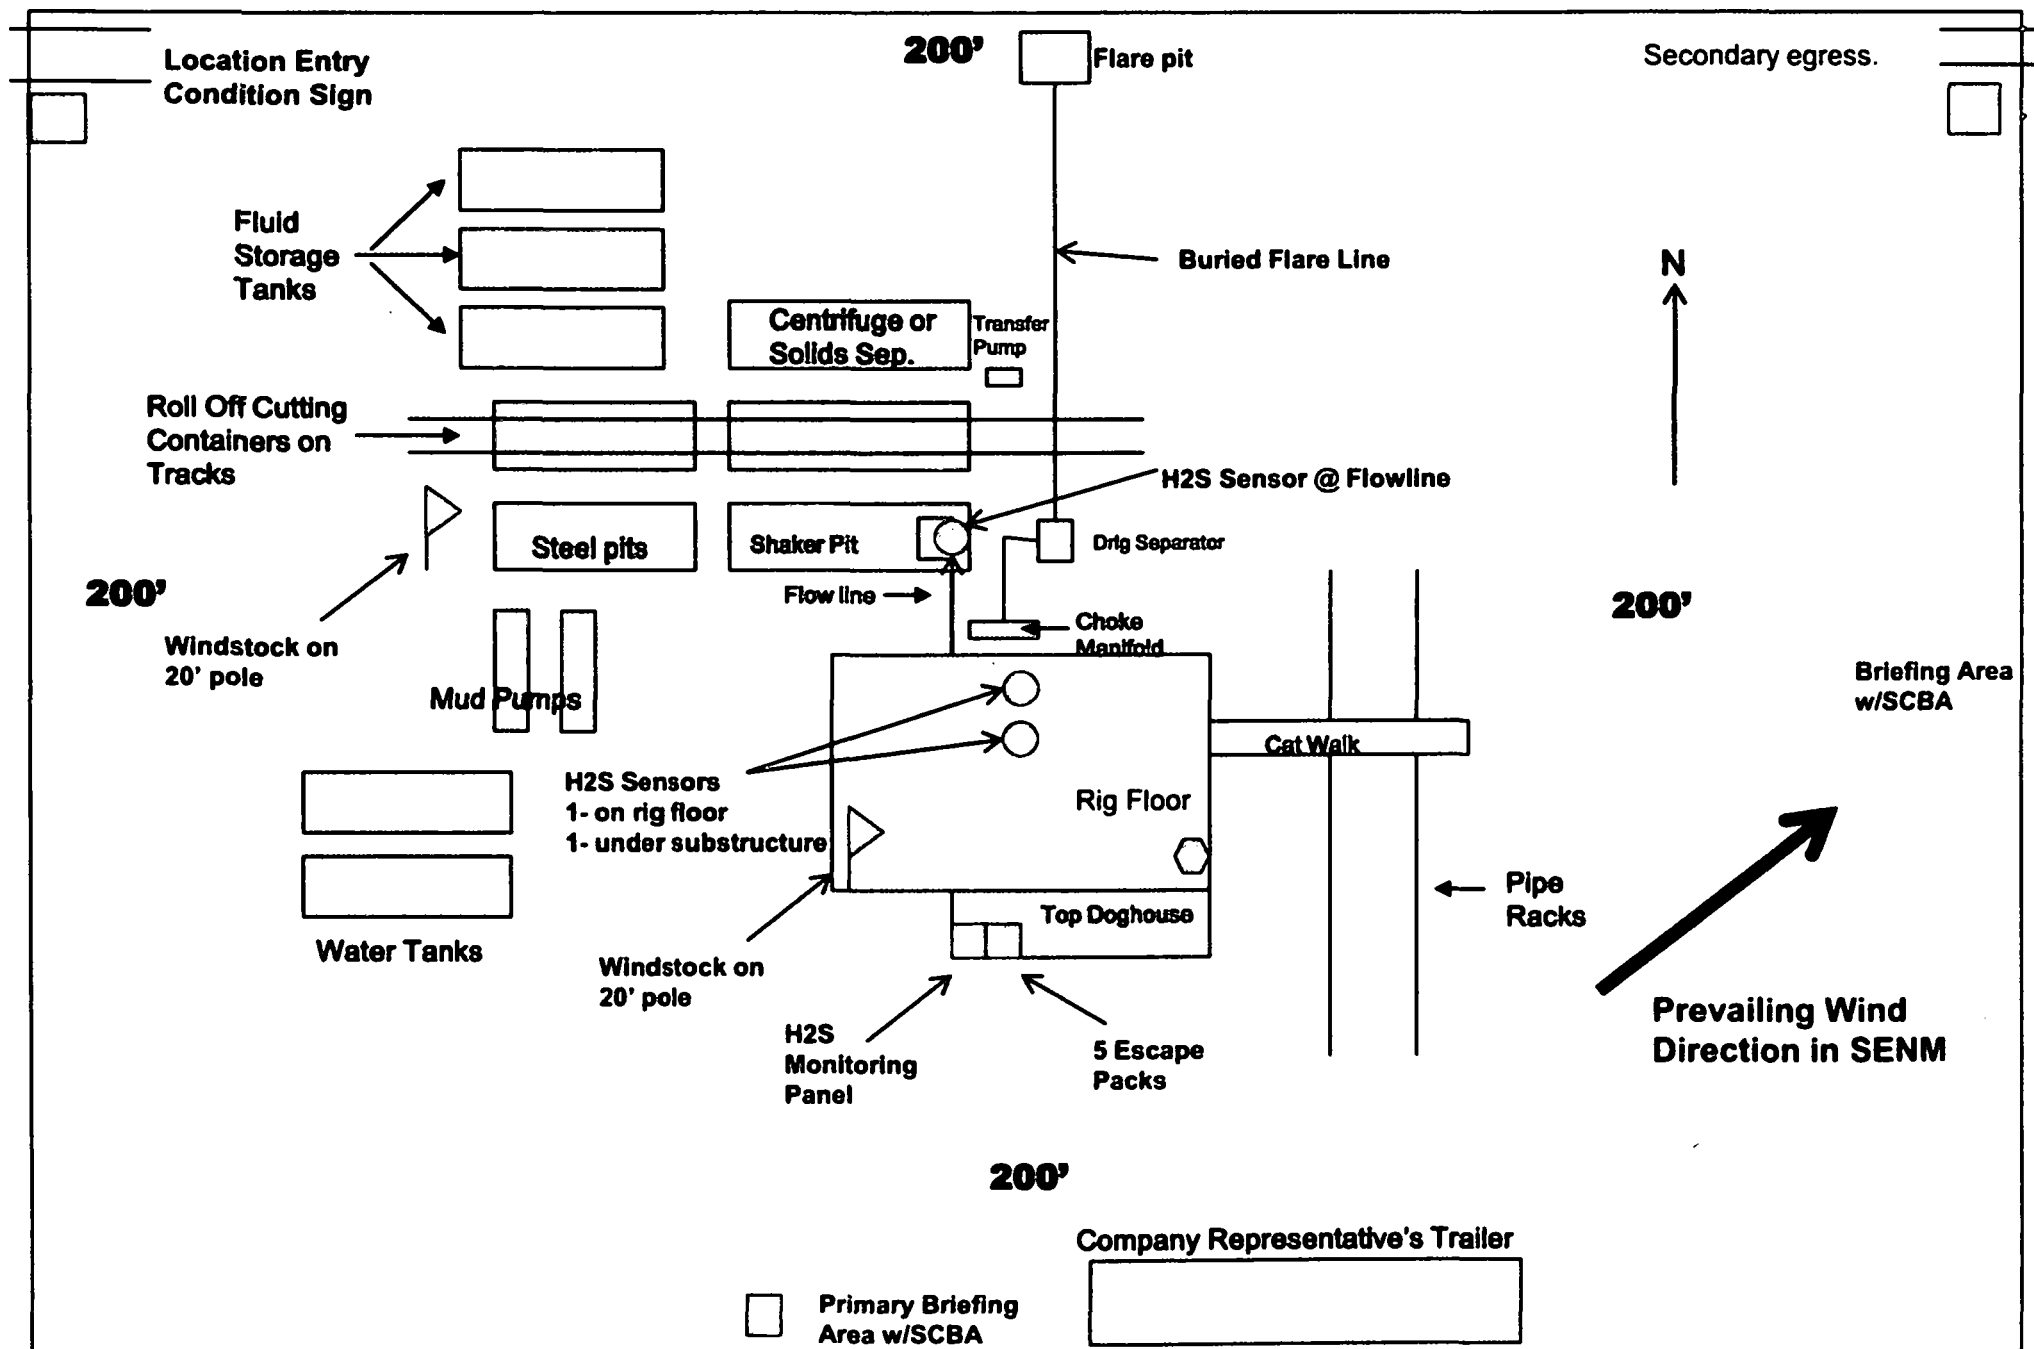 200'
Flare pit
Secondary egress.
Location Entry
Condition Sign
Fluid
Storage
Tanks
Buried Flare Line
N
Centrifuge or
Solids Sep.
Transfer
Pump
Roll Off Cutting
Containers on
Tracks
H2S Sensor @ Flowline
Steel pits
Shaker Pit
Drlg Separator
200'
Flow line
200'
Choke
Manifold
Windstock on
20' pole
Mud Pumps
Briefing Area
w/SCBA
Cat Walk
H2S Sensors
1- on rig floor
1- under substructure
Rig Floor
Pipe
Racks
Top Doghouse
Water Tanks
Windstock on
20' pole
Prevailing Wind
Direction in SENM
H2S
Monitoring
Panel
5 Escape
Packs
200'
Company Representative's Trailer
Primary Briefing
Area w/SCBA